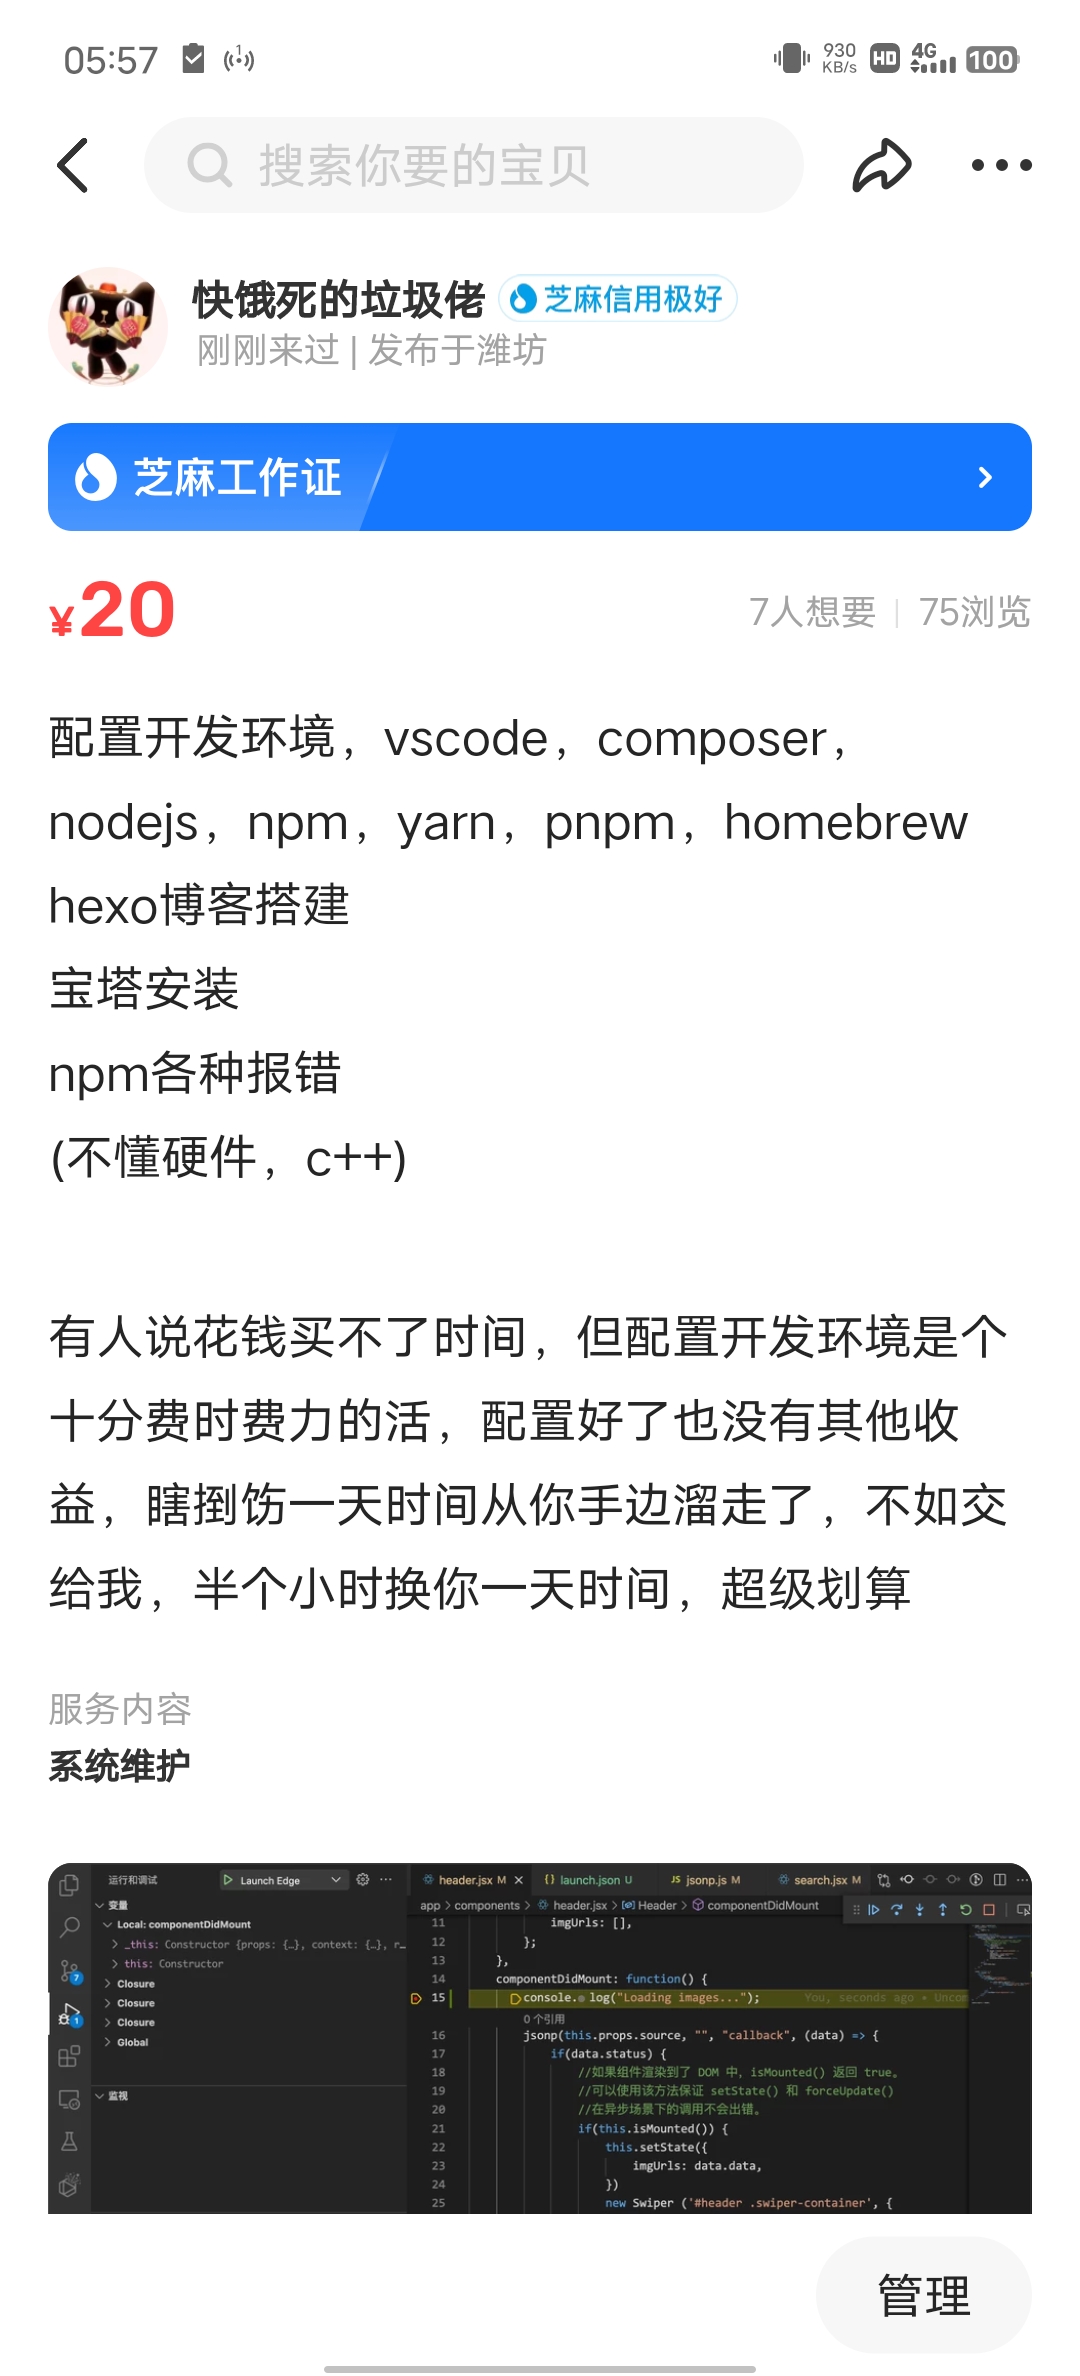 05:57
930 KB/s HD 4G 100
搜索你要的宝贝
快饿死的垃圾佬 芝麻信用极好
刚刚来过 | 发布于潍坊
芝麻工作证
¥20
7人想要 | 75浏览
配置开发环境，vscode，composer，
nodejs，npm，yarn，pnpm，homebrew
hexo博客搭建
宝塔安装
npm各种报错
(不懂硬件，c++)
有人说花钱买不了时间，但配置开发环境是个
十分费时费力的活，配置好了也没有其他收
益，瞎捯饬一天时间从你手边溜走了，不如交
给我，半个小时换你一天时间，超级划算
服务内容
系统维护
运行和调试 Launch Edge
变量
Local: componentDidMount
_this: Constructor {props: {…}, context: {…}, r…
this: Constructor
Closure
Closure
Closure
Global
监视
7
1
header.jsx M launch.json U JS jsonp.js M search.jsx M
app > components > header.jsx > Header > componentDidMount
11 imgUrls: [],
12 };
13 },
14 componentDidMount: function() {
15 console. log("Loading images..."); You, seconds ago • Uncom
0 个引用
16 jsonp(this.props.source, "", "callback", (data) => {
17 if(data.status) {
18 //如果组件渲染到了 DOM 中，isMounted() 返回 true。
19 //可以使用该方法保证 setState() 和 forceUpdate()
20 //在异步场景下的调用不会出错。
21 if(this.isMounted()) {
22 this.setState({
23 imgUrls: data.data,
24 })
25 new Swiper ('#header .swiper-container', {
管理